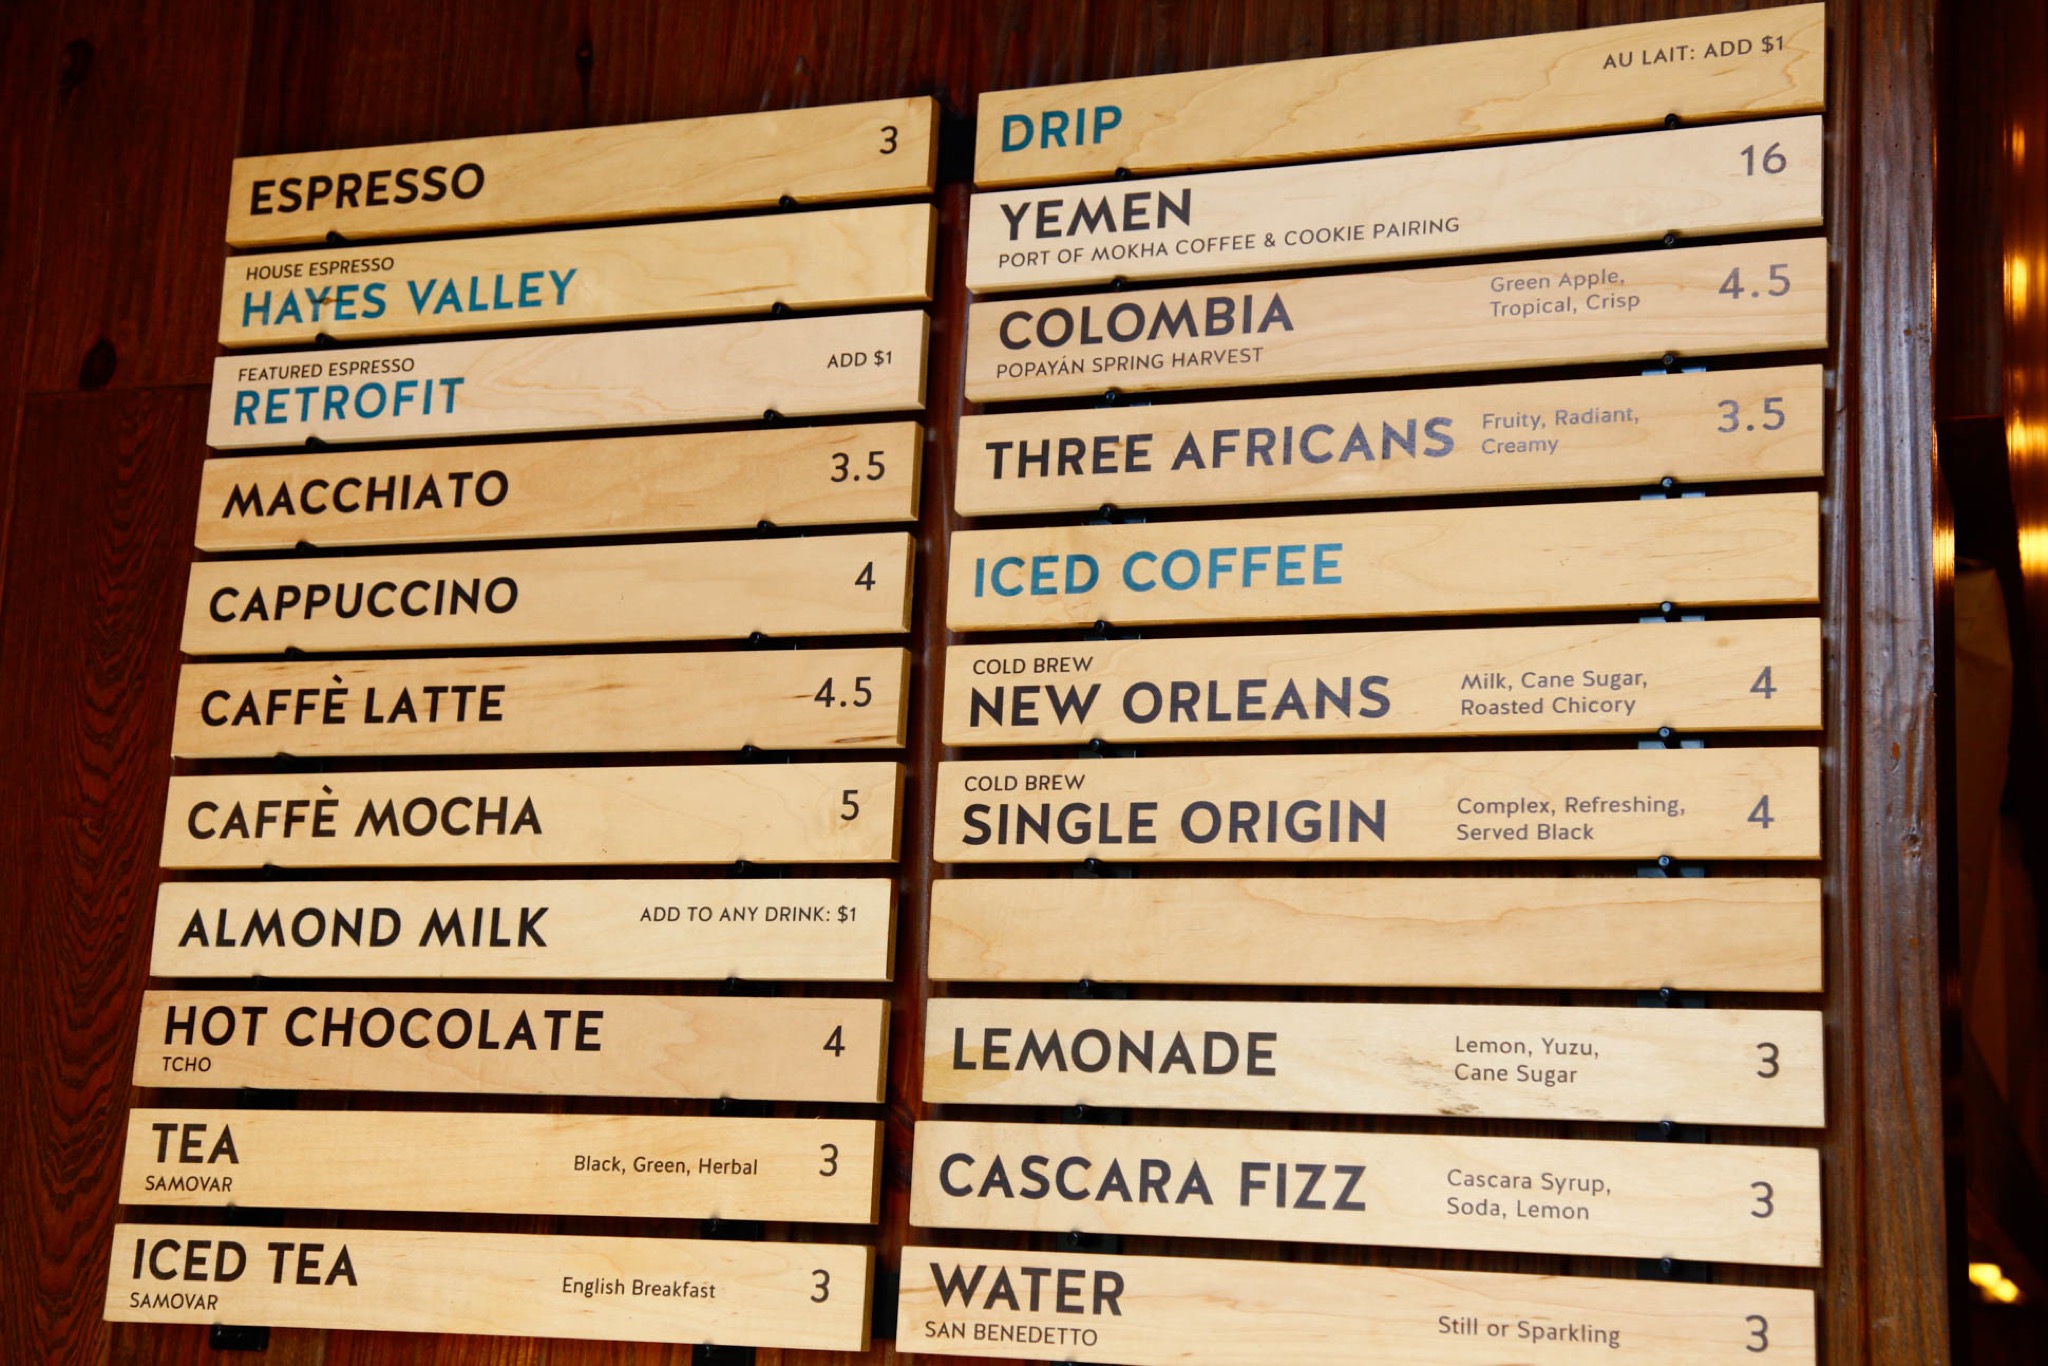 ESPRESSO 3
HOUSE ESPRESSO
HAYES VALLEY
FEATURED ESPRESSO
RETROFIT ADD $1
MACCHIATO 3.5
CAPPUCCINO 4
CAFFÈ LATTE 4.5
CAFFÈ MOCHA 5
ALMOND MILK ADD TO ANY DRINK: $1
HOT CHOCOLATE 4
TCHO
TEA Black, Green, Herbal 3
SAMOVAR
ICED TEA English Breakfast 3
SAMOVAR
DRIP AU LAIT: ADD $1
YEMEN 16
PORT OF MOKHA COFFEE & COOKIE PAIRING
COLOMBIA Green Apple, 4.5
Tropical, Crisp
POPAYÁN SPRING HARVEST
THREE AFRICANS Fruity, Radiant, 3.5
Creamy
ICED COFFEE
COLD BREW
NEW ORLEANS Milk, Cane Sugar, 4
Roasted Chicory
COLD BREW
SINGLE ORIGIN Complex, Refreshing, 4
Served Black
LEMONADE Lemon, Yuzu, 3
Cane Sugar
CASCARA FIZZ Cascara Syrup, 3
Soda, Lemon
WATER Still or Sparkling 3
SAN BENEDETTO